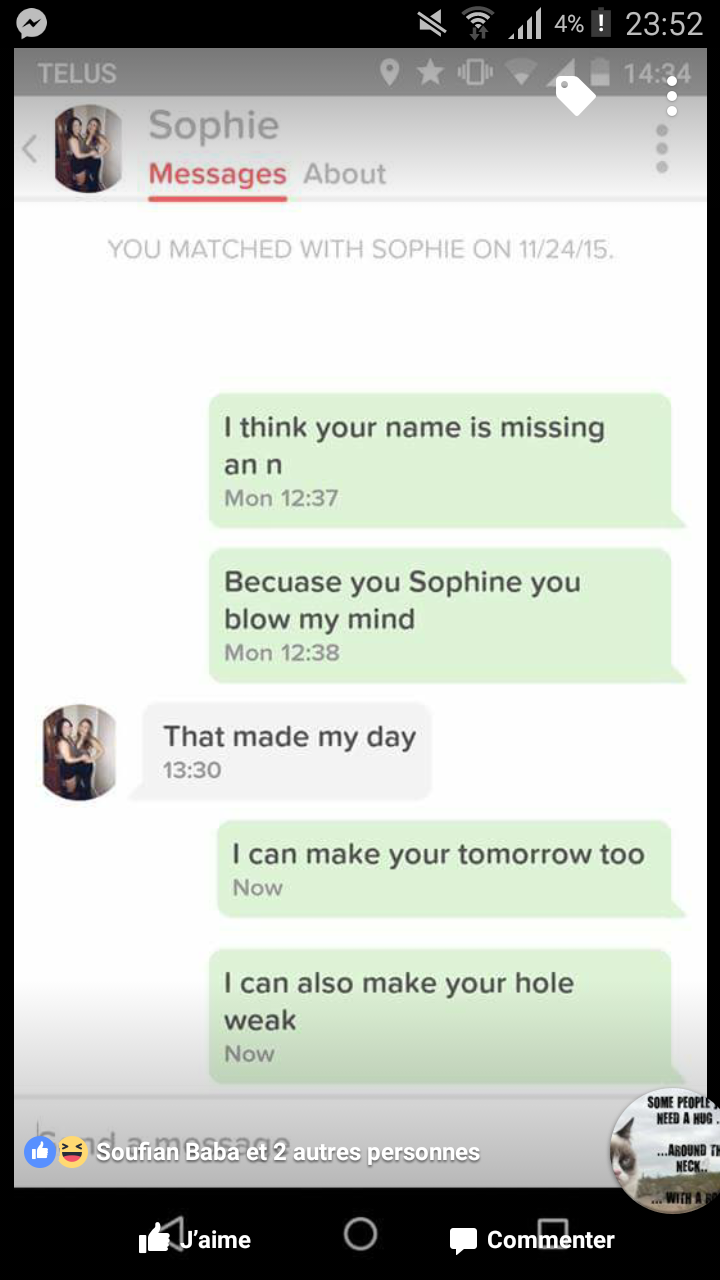 4% 23:52
TELUS 14:34
Sophie
Messages About
YOU MATCHED WITH SOPHIE ON 11/24/15.
I think your name is missing
an n
Mon 12:37
Becuase you Sophine you
blow my mind
Mon 12:38
That made my day
13:30
I can make your tomorrow too
Now
I can also make your hole
weak
Now
Send a message
SOME PEOPLE
NEED A HUG
...AROUND
NECK..
... WITH A
Soufian Baba et 2 autres personnes
J'aime Commenter